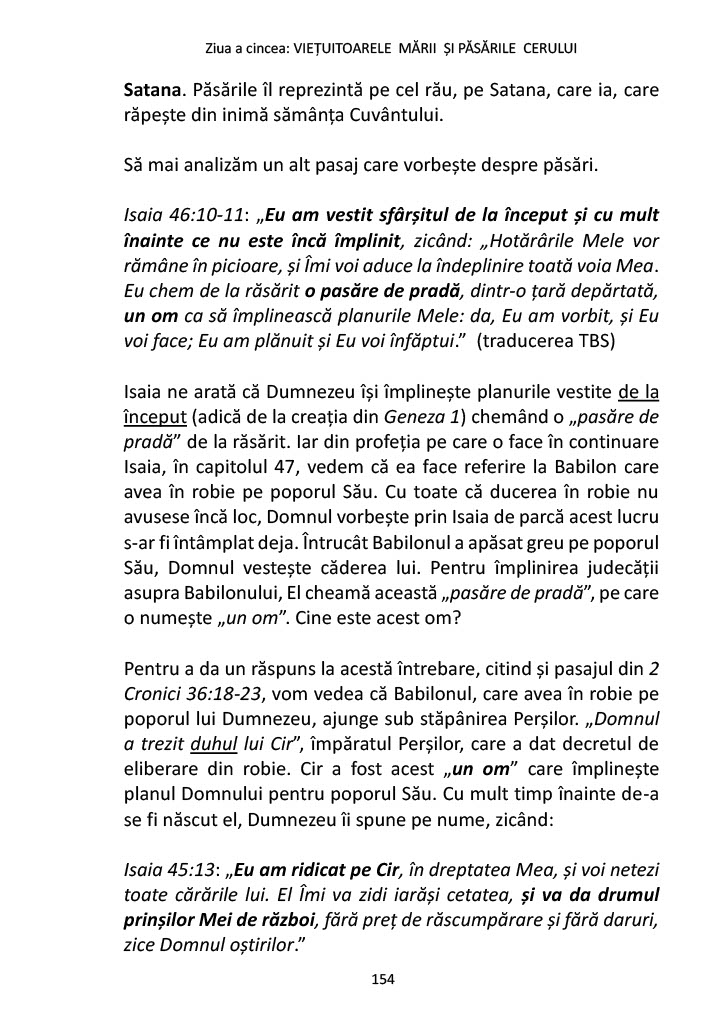 Ziua a cincea: VIEȚUITOARELE MĂRII ȘI PĂSĂRILE CERULUI
Satana. Păsările îl reprezintă pe cel rău, pe Satana, care ia, care
răpește din inimă sămânța Cuvântului.
Să mai analizăm un alt pasaj care vorbește despre păsări.
Isaia 46:10-11: „Eu am vestit sfârșitul de la început și cu mult
înainte ce nu este încă împlinit, zicând: „Hotărârile Mele vor
rămâne în picioare, și Îmi voi aduce la îndeplinire toată voia Mea.
Eu chem de la răsărit o pasăre de pradă, dintr-o țară depărtată,
un om ca să împlinească planurile Mele: da, Eu am vorbit, și Eu
voi face; Eu am plănuit și Eu voi înfăptui.” (traducerea TBS)
Isaia ne arată că Dumnezeu își împlinește planurile vestite de la
început (adică de la creația din Geneza 1) chemând o „pasăre de
pradă” de la răsărit. Iar din profeția pe care o face în continuare
Isaia, în capitolul 47, vedem că ea face referire la Babilon care
avea în robie pe poporul Său. Cu toate că ducerea în robie nu
avusese încă loc, Domnul vorbește prin Isaia de parcă acest lucru
s-ar fi întâmplat deja. Întrucât Babilonul a apăsat greu pe poporul
Său, Domnul vestește căderea lui. Pentru împlinirea judecății
asupra Babilonului, El cheamă această „pasăre de pradă”, pe care
o numește „un om”. Cine este acest om?
Pentru a da un răspuns la acestă întrebare, citind și pasajul din 2
Cronici 36:18-23, vom vedea că Babilonul, care avea în robie pe
poporul lui Dumnezeu, ajunge sub stăpânirea Perșilor. „Domnul
a trezit duhul lui Cir”, împăratul Perșilor, care a dat decretul de
eliberare din robie. Cir a fost acest „un om” care împlinește
planul Domnului pentru poporul Său. Cu mult timp înainte de-a
se fi născut el, Dumnezeu îi spune pe nume, zicând:
Isaia 45:13: „Eu am ridicat pe Cir, în dreptatea Mea, și voi netezi
toate cărările lui. El Îmi va zidi iarăși cetatea, și va da drumul
prinșilor Mei de război, fără preț de răscumpărare și fără daruri,
zice Domnul oștirilor.”
154